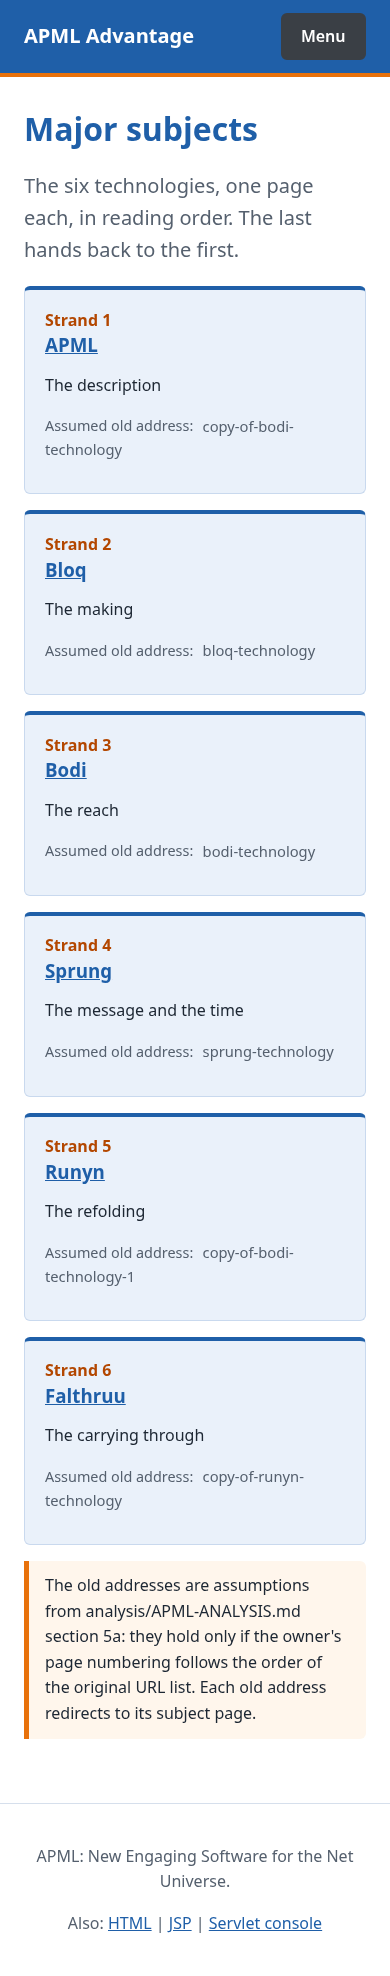 APML Advantage
Menu
Major subjects
The six technologies, one page
each, in reading order. The last
hands back to the first.
Strand 1
APML
The description
Assumed old address: copy-of-bodi-
technology
Strand 2
Bloq
The making
Assumed old address: bloq-technology
Strand 3
Bodi
The reach
Assumed old address: bodi-technology
Strand 4
Sprung
The message and the time
Assumed old address: sprung-technology
Strand 5
Runyn
The refolding
Assumed old address: copy-of-bodi-
technology-1
Strand 6
Falthruu
The carrying through
Assumed old address: copy-of-runyn-
technology
The old addresses are assumptions
from analysis/APML-ANALYSIS.md
section 5a: they hold only if the owner's
page numbering follows the order of
the original URL list. Each old address
redirects to its subject page.
APML: New Engaging Software for the Net
Universe.
Also: HTML | JSP | Servlet console